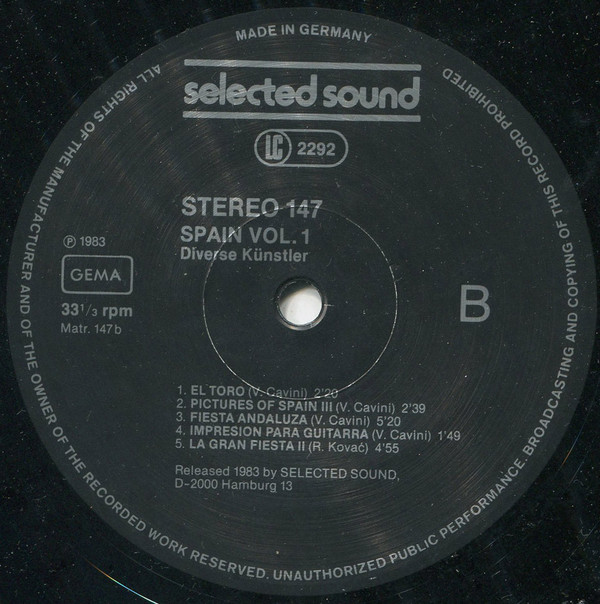 MADE IN GERMANY
selected sound
LC 2292
STEREO 147
SPAIN VOL. 1
Diverse Künstler
℗ 1983
GEMA
33 1/3 rpm
Matr. 147 b
B
1. EL TORO (V. Cavini) 2'20
2. PICTURES OF SPAIN III (V. Cavini) 2'39
3. FIESTA ANDALUZA (V. Cavini) 5'20
4. IMPRESION PARA GUITARRA (V. Cavini) 1'49
5. LA GRAN FIESTA II (R. Kovač) 4'55
Released 1983 by SELECTED SOUND,
D-2000 Hamburg 13
ALL RIGHTS OF THE MANUFACTURER AND OF THE OWNER OF THE RECORDED WORK RESERVED. UNAUTHORIZED PUBLIC PERFORMANCE. BROADCASTING AND COPYING OF THIS RECORD PROHIBITED